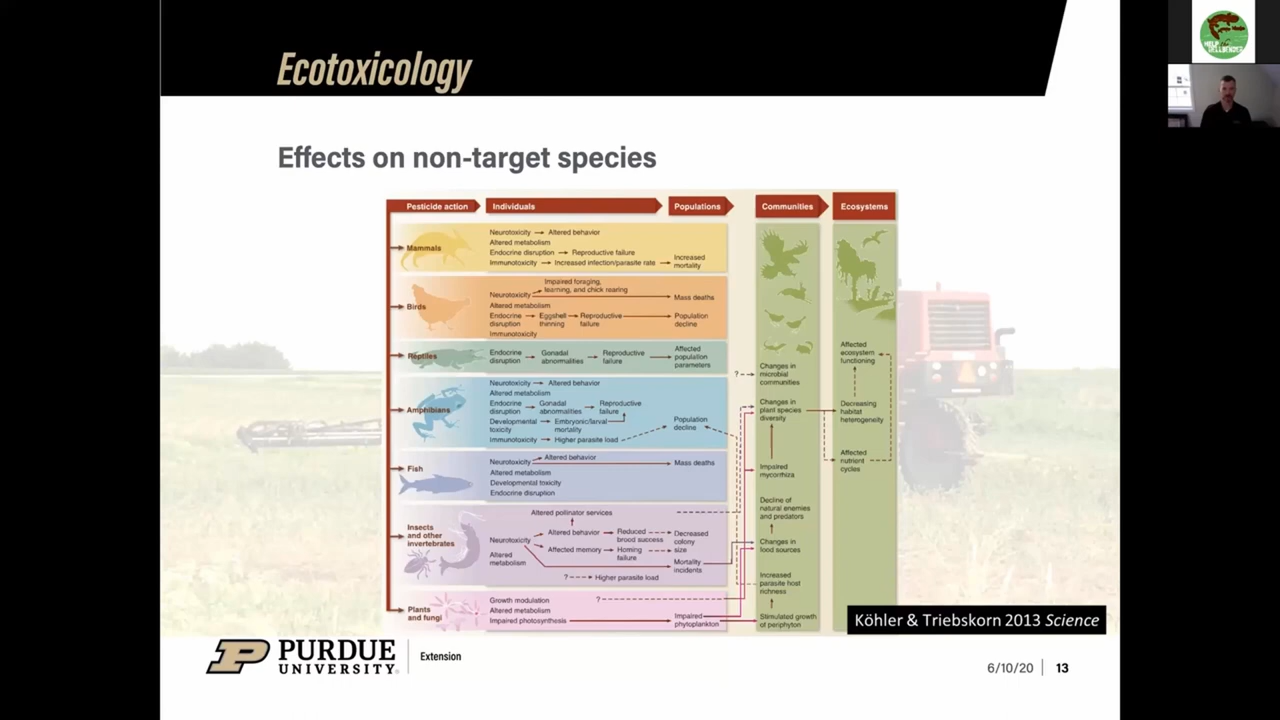 Ecotoxicology
Effects on non-target species
Pesticide action
Individuals
Populations
Communities
Ecosystems
Mammals
Neurotoxicity
Altered behavior
Altered metabolism
Endocrine disruption
Reproductive failure
Immunotoxicity
Increased infection/parasite rate
Increased
mortality
Birds
Impaired foraging,
learning, and chick rearing
Neurotoxicity
Mass deaths
Altered metabolism
Endocrine
disruption
Eggshell
thinning
Reproductive
failure
Population
decline
Immunotoxicity
Reptiles
Endocrine
disruption
Gonadal
abnormalities
Reproductive
failure
Affected
population
parameters
Amphibians
Neurotoxicity
Altered behavior
Altered metabolism
Endocrine
disruption
Gonadal
abnormalities
Reproductive
failure
Developmental
toxicity
Embryonic/larval
mortality
Immunotoxicity
Higher parasite load
Population
decline
Fish
Neurotoxicity
Altered behavior
Mass deaths
Altered metabolism
Developmental toxicity
Endocrine disruption
Insects
and other
invertebrates
Altered pollinator services
Neurotoxicity
Altered behavior
Reduced
brood success
Decreased
colony
size
Affected memory
Homing
failure
Altered
metabolism
Mortality
incidents
? Higher parasite load
Plants
and fungi
Growth modulation
?
Altered metabolism
Impaired photosynthesis
Impaired
phytoplankton
?
Changes in
microbial
communities
Changes in
plant species
diversity
Impaired
mycorrhiza
Decline of
natural enemies
and predators
Changes in
food sources
Increased
parasite host
richness
Stimulated growth
of periphyton
Affected
ecosystem
functioning
Decreasing
habitat
heterogeneity
Affected
nutrient
cycles
Köhler & Triebskorn 2013 Science
PURDUE
UNIVERSITY
Extension
6/10/20
13
HELP the
HELLBENDER